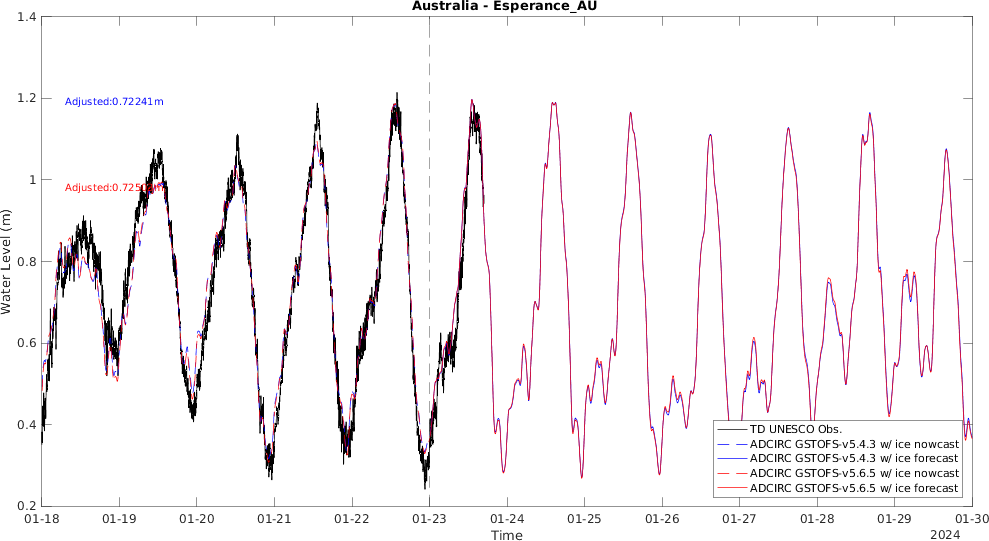 Australia - Esperance_AU
1.4
1.2
1
0.8
0.6
0.4
0.2
Water Level (m)
Adjusted:0.72241m
TD UNESCO Obs.
ADCIRC GSTOFS-v5.4.3 w/ ice nowcast
ADCIRC GSTOFS-v5.4.3 w/ ice forecast
ADCIRC GSTOFS-v5.6.5 w/ ice nowcast
ADCIRC GSTOFS-v5.6.5 w/ ice forecast
01-18 01-19 01-20 01-21 01-22 01-23 01-24 01-25 01-26 01-27 01-28 01-29 01-30
Time
2024